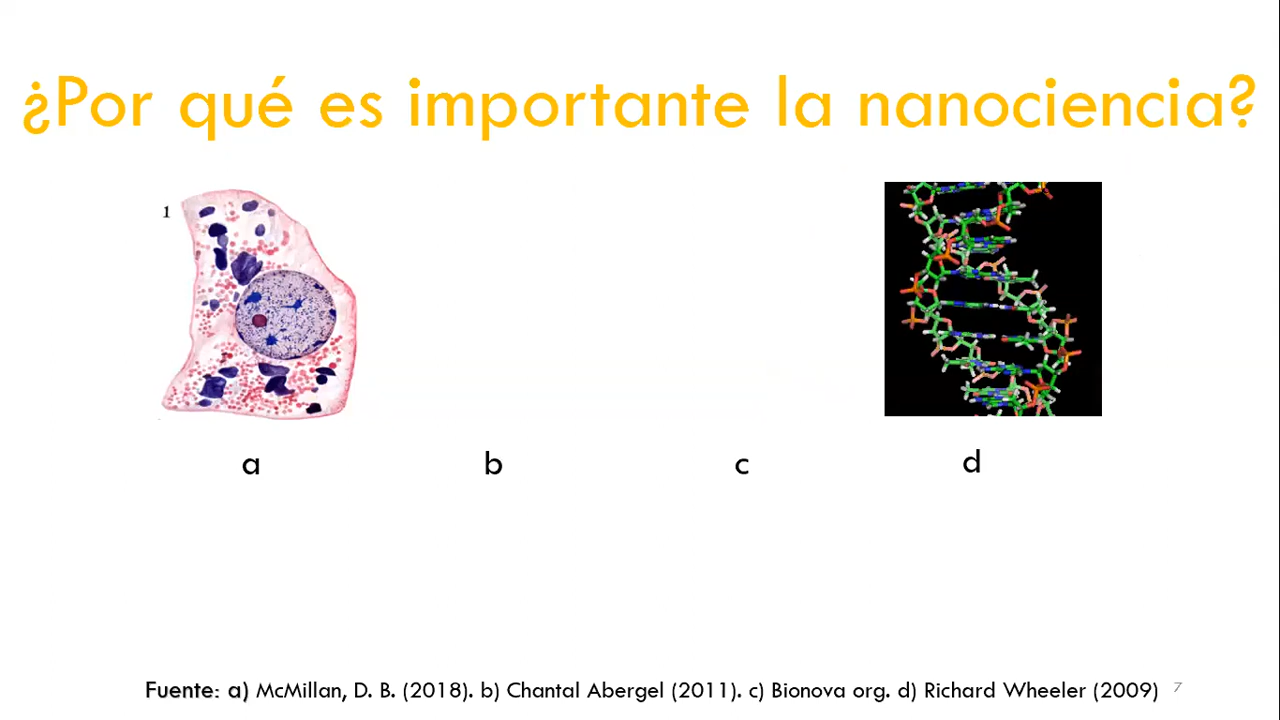 ¿Por qué es importante la nanociencia?
1
a
b
c
d
Fuente: a) McMillan, D. B. (2018). b) Chantal Abergel (2011). c) Bionova org. d) Richard Wheeler (2009)
7